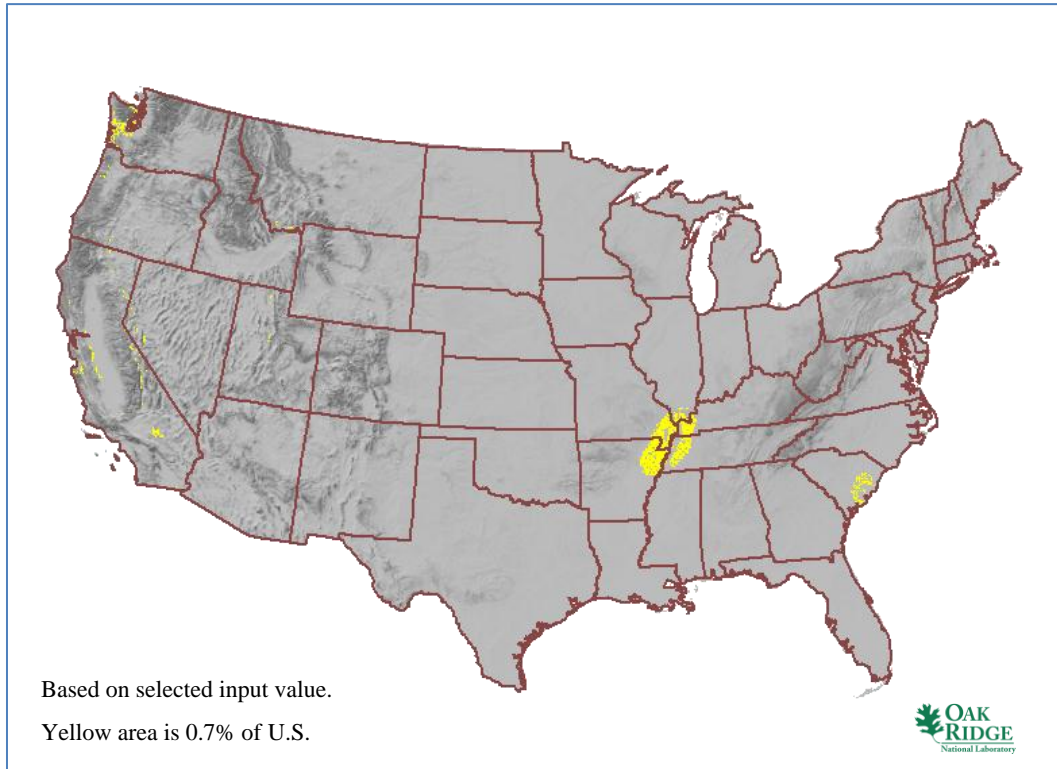 Based on selected input value.
Yellow area is 0.7% of U.S.
OAK
RIDGE
National Laboratory